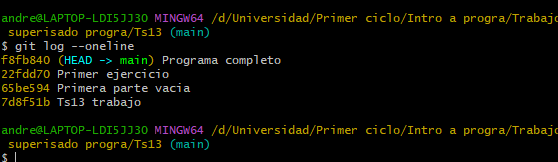 andre@LAPTOP-LDI5JJ3O MINGW64 /d/Universidad/Primer ciclo/Intro a progra/Trabajo
 superisado progra/Ts13 (main)
$ git log --oneline
f8fb840 (HEAD -> main) Programa completo
22fdd70 Primer ejercicio
65be594 Primera parte vacia
7d8f51b Ts13 trabajo
andre@LAPTOP-LDI5JJ3O MINGW64 /d/Universidad/Primer ciclo/Intro a progra/Trabajo
 superisado progra/Ts13 (main)
$